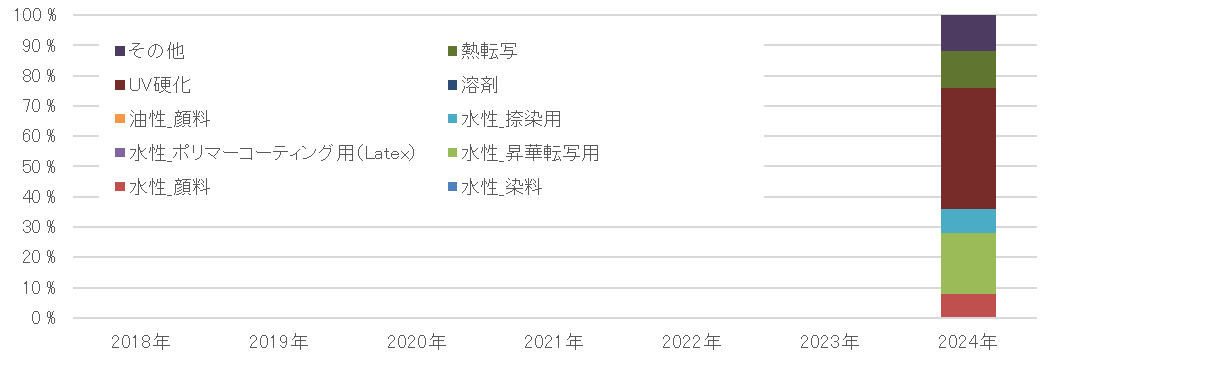 100 %
90 %
80 %
70 %
60 %
50 %
40 %
30 %
20 %
10 %
0 %
その他 熱転写
UV硬化 溶剤
油性_顔料 水性_捺染用
水性_ポリマーコーティング用(Latex) 水性_昇華転写用
水性_顔料 水性_染料
2018年 2019年 2020年 2021年 2022年 2023年 2024年